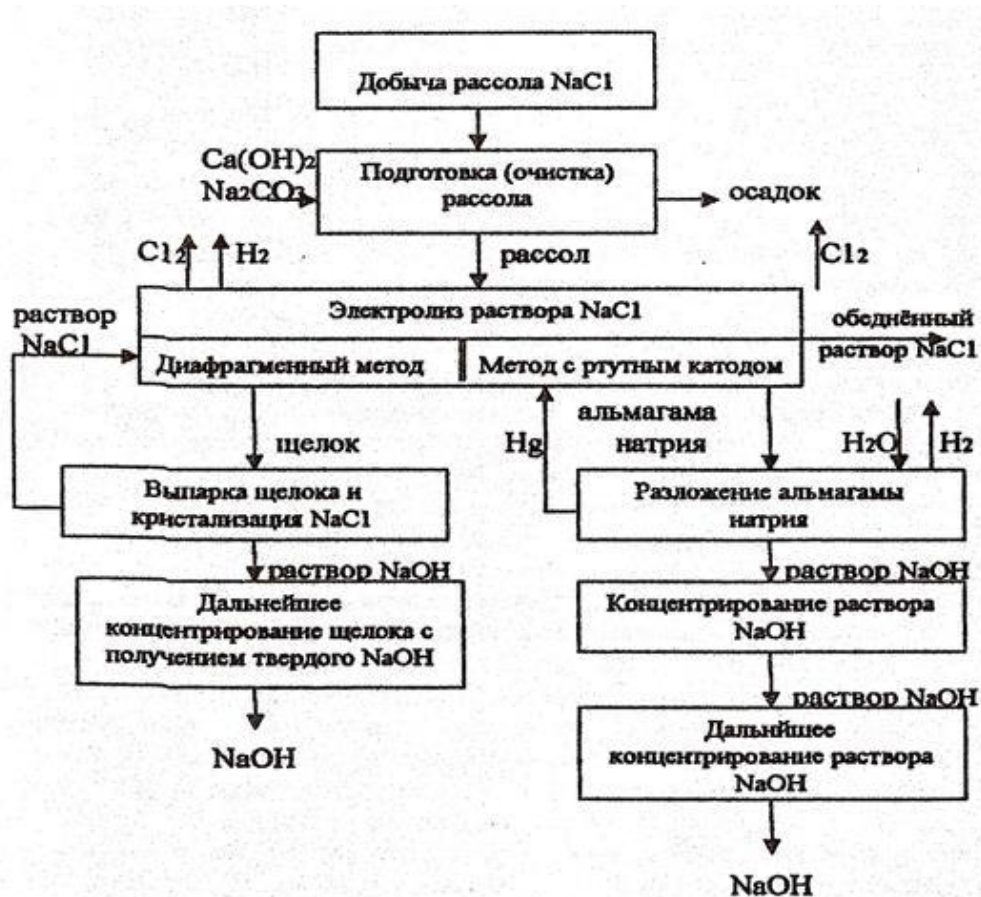 Добыча рассола NaC1
Ca(OH)2
Na2CO3
Подготовка (очистка)
рассола
осадок
C12
H2
рассол
C12
раствор
NaC1
Электролиз раствора NaC1
обеднённый
раствор NaC1
Диафрагменный метод
Метод с ртутным катодом
щелок
Hg
альмагама
натрия
H2O
H2
Выпарка щелока и
кристализация NaC1
Разложение альмагамы
натрия
раствор NaOH
раствор NaOH
Дальнейшее
концентрирование щелока с
получением твердого NaOH
Концентрирование раствора
NaOH
раствор NaOH
Дальнйшее
концентрирование раствора
NaOH
NaOH
NaOH